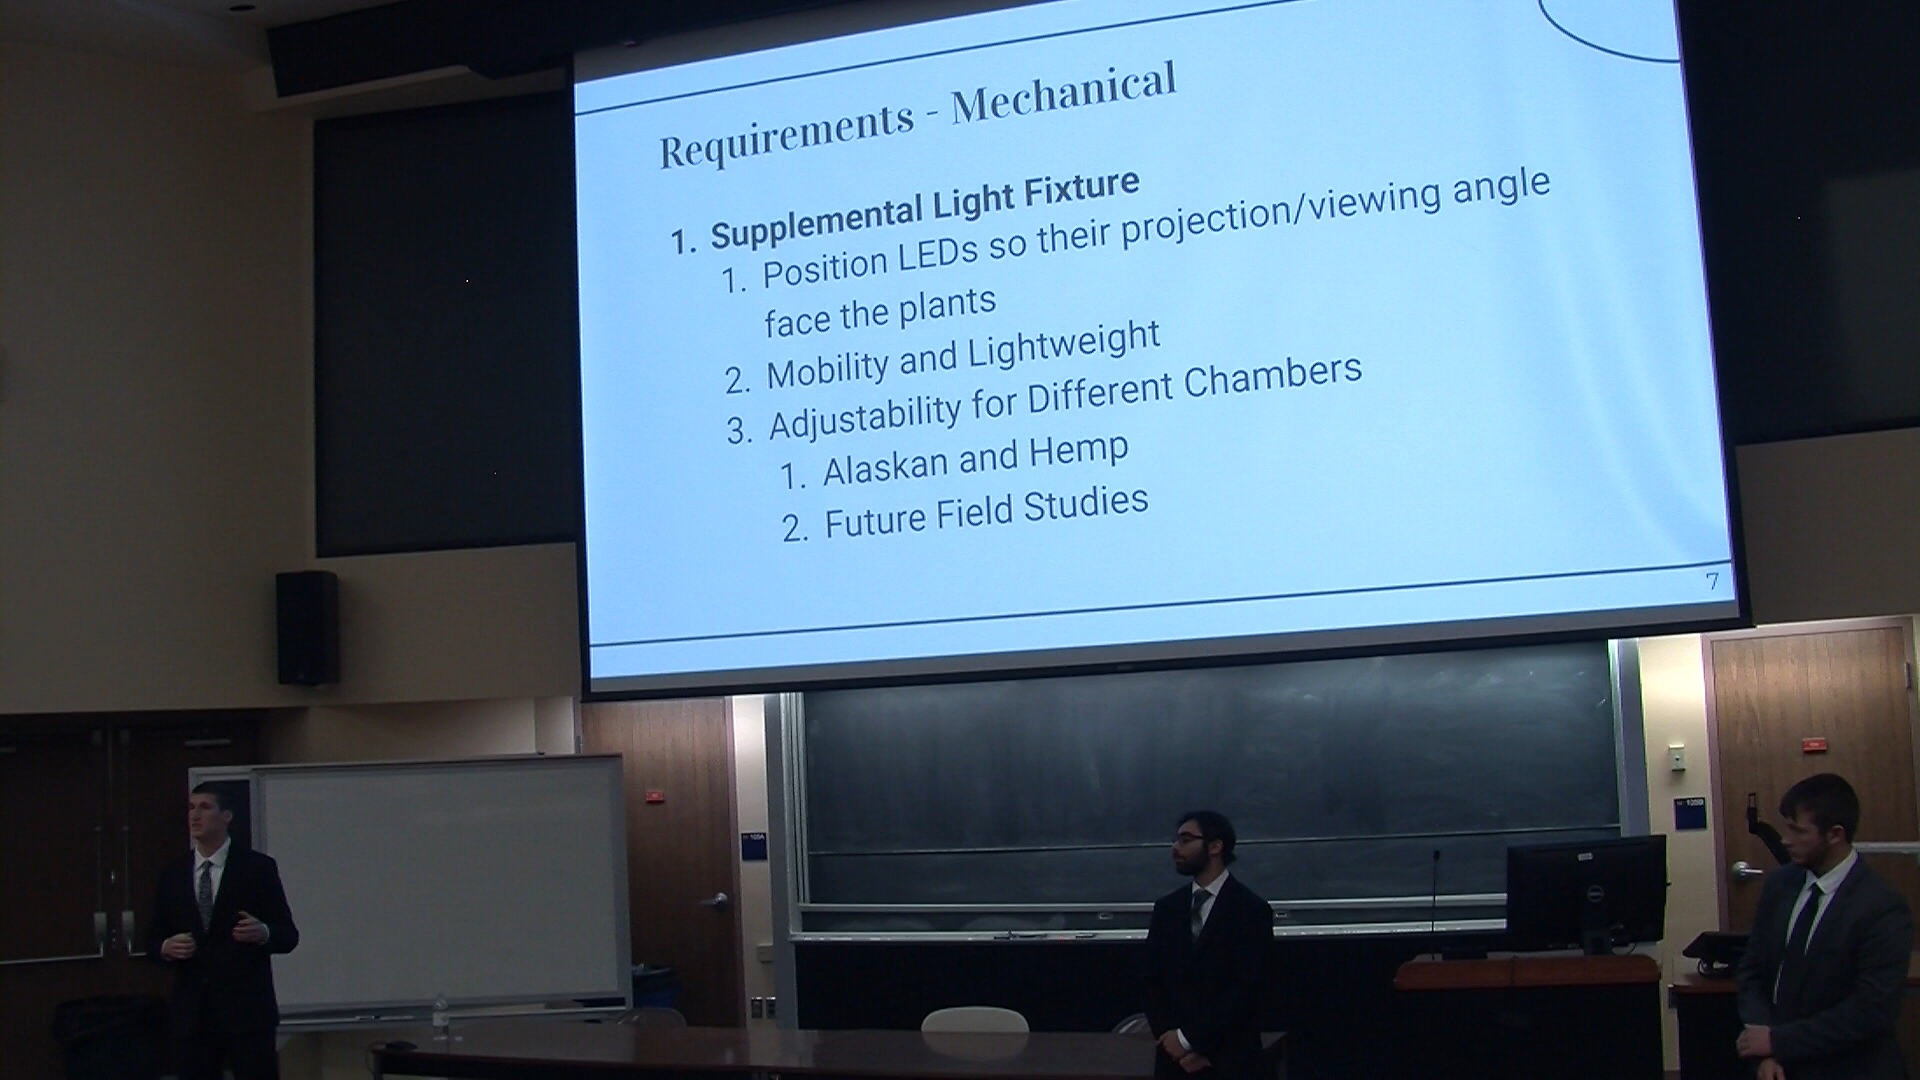 Requirements - Mechanical
1. Supplemental Light Fixture
1. Position LEDs so their projection/viewing angle
face the plants
2. Mobility and Lightweight
3. Adjustability for Different Chambers
1. Alaskan and Hemp
2. Future Field Studies
7